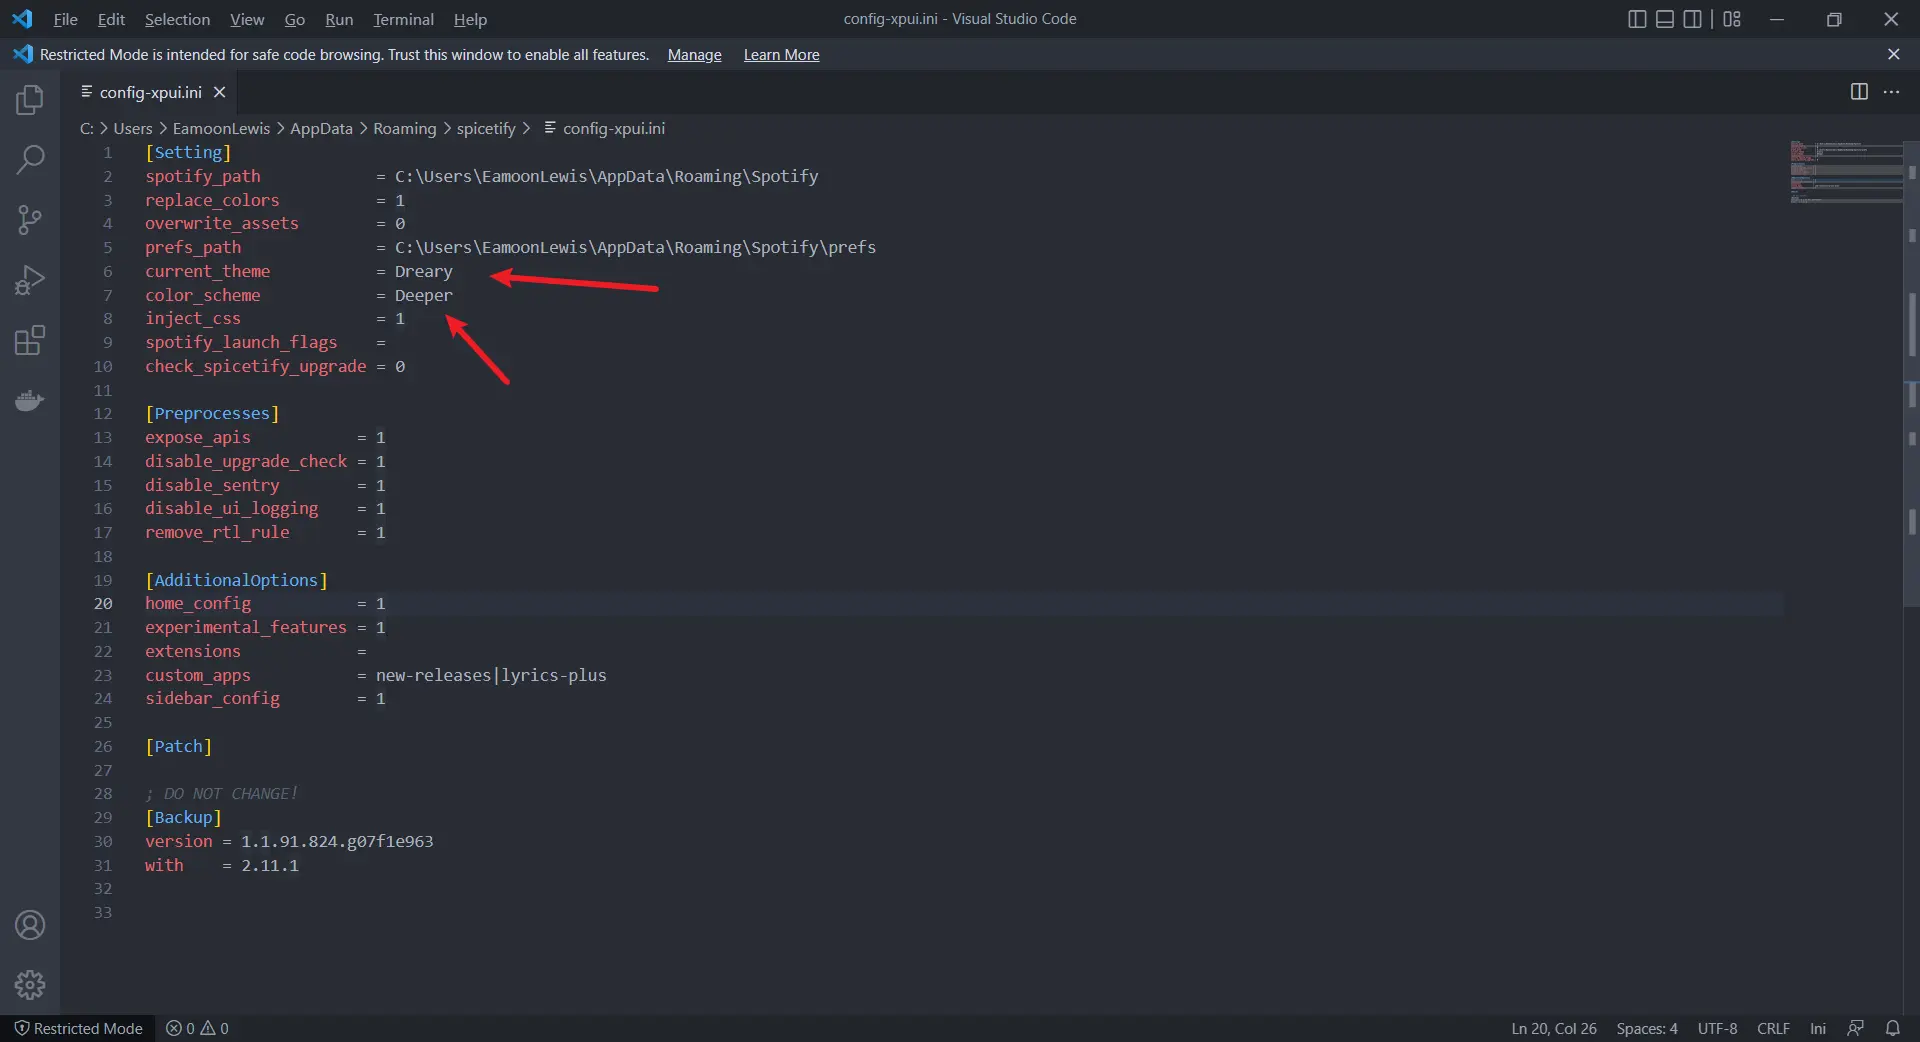 File Edit Selection View Go Run Terminal Help
config-xpui.ini - Visual Studio Code
Restricted Mode is intended for safe code browsing. Trust this window to enable all features. Manage Learn More
config-xpui.ini
C: > Users > EamoonLewis > AppData > Roaming > spicetify > config-xpui.ini
1 [Setting]
2 spotify_path = C:\Users\EamoonLewis\AppData\Roaming\Spotify
3 replace_colors = 1
4 overwrite_assets = 0
5 prefs_path = C:\Users\EamoonLewis\AppData\Roaming\Spotify\prefs
6 current_theme = Dreary
7 color_scheme = Deeper
8 inject_css = 1
9 spotify_launch_flags =
10 check_spicetify_upgrade = 0
11
12 [Preprocesses]
13 expose_apis = 1
14 disable_upgrade_check = 1
15 disable_sentry = 1
16 disable_ui_logging = 1
17 remove_rtl_rule = 1
18
19 [AdditionalOptions]
20 home_config = 1
21 experimental_features = 1
22 extensions =
23 custom_apps = new-releases|lyrics-plus
24 sidebar_config = 1
25
26 [Patch]
27
28 ; DO NOT CHANGE!
29 [Backup]
30 version = 1.1.91.824.g07f1e963
31 with = 2.11.1
32
33
Restricted Mode 0 0 Ln 20, Col 26 Spaces: 4 UTF-8 CRLF Ini